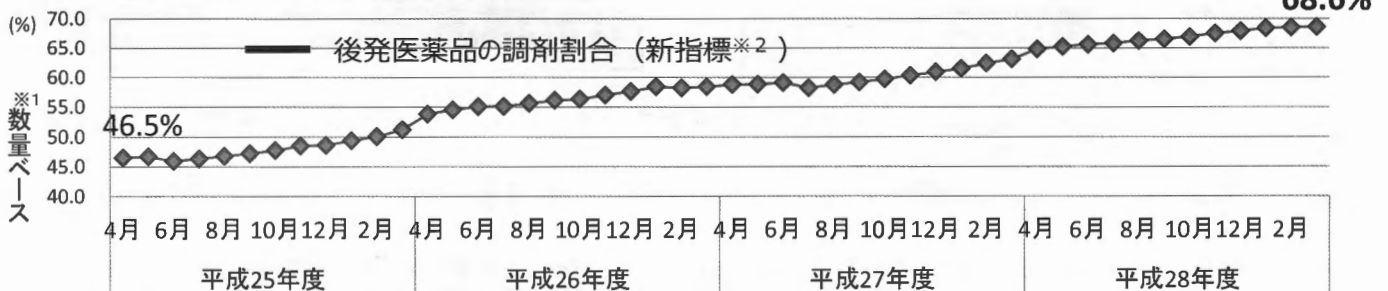 68.6%
(%)
70.0
65.0
60.0
55.0
50.0
45.0
40.0
※1
数量ベース
後発医薬品の調剤割合（新指標※2）
46.5%
4月 6月 8月 10月 12月 2月 4月 6月 8月 10月 12月 2月 4月 6月 8月 10月 12月 2月 4月 6月 8月 10月 12月 2月
平成25年度 平成26年度 平成27年度 平成28年度